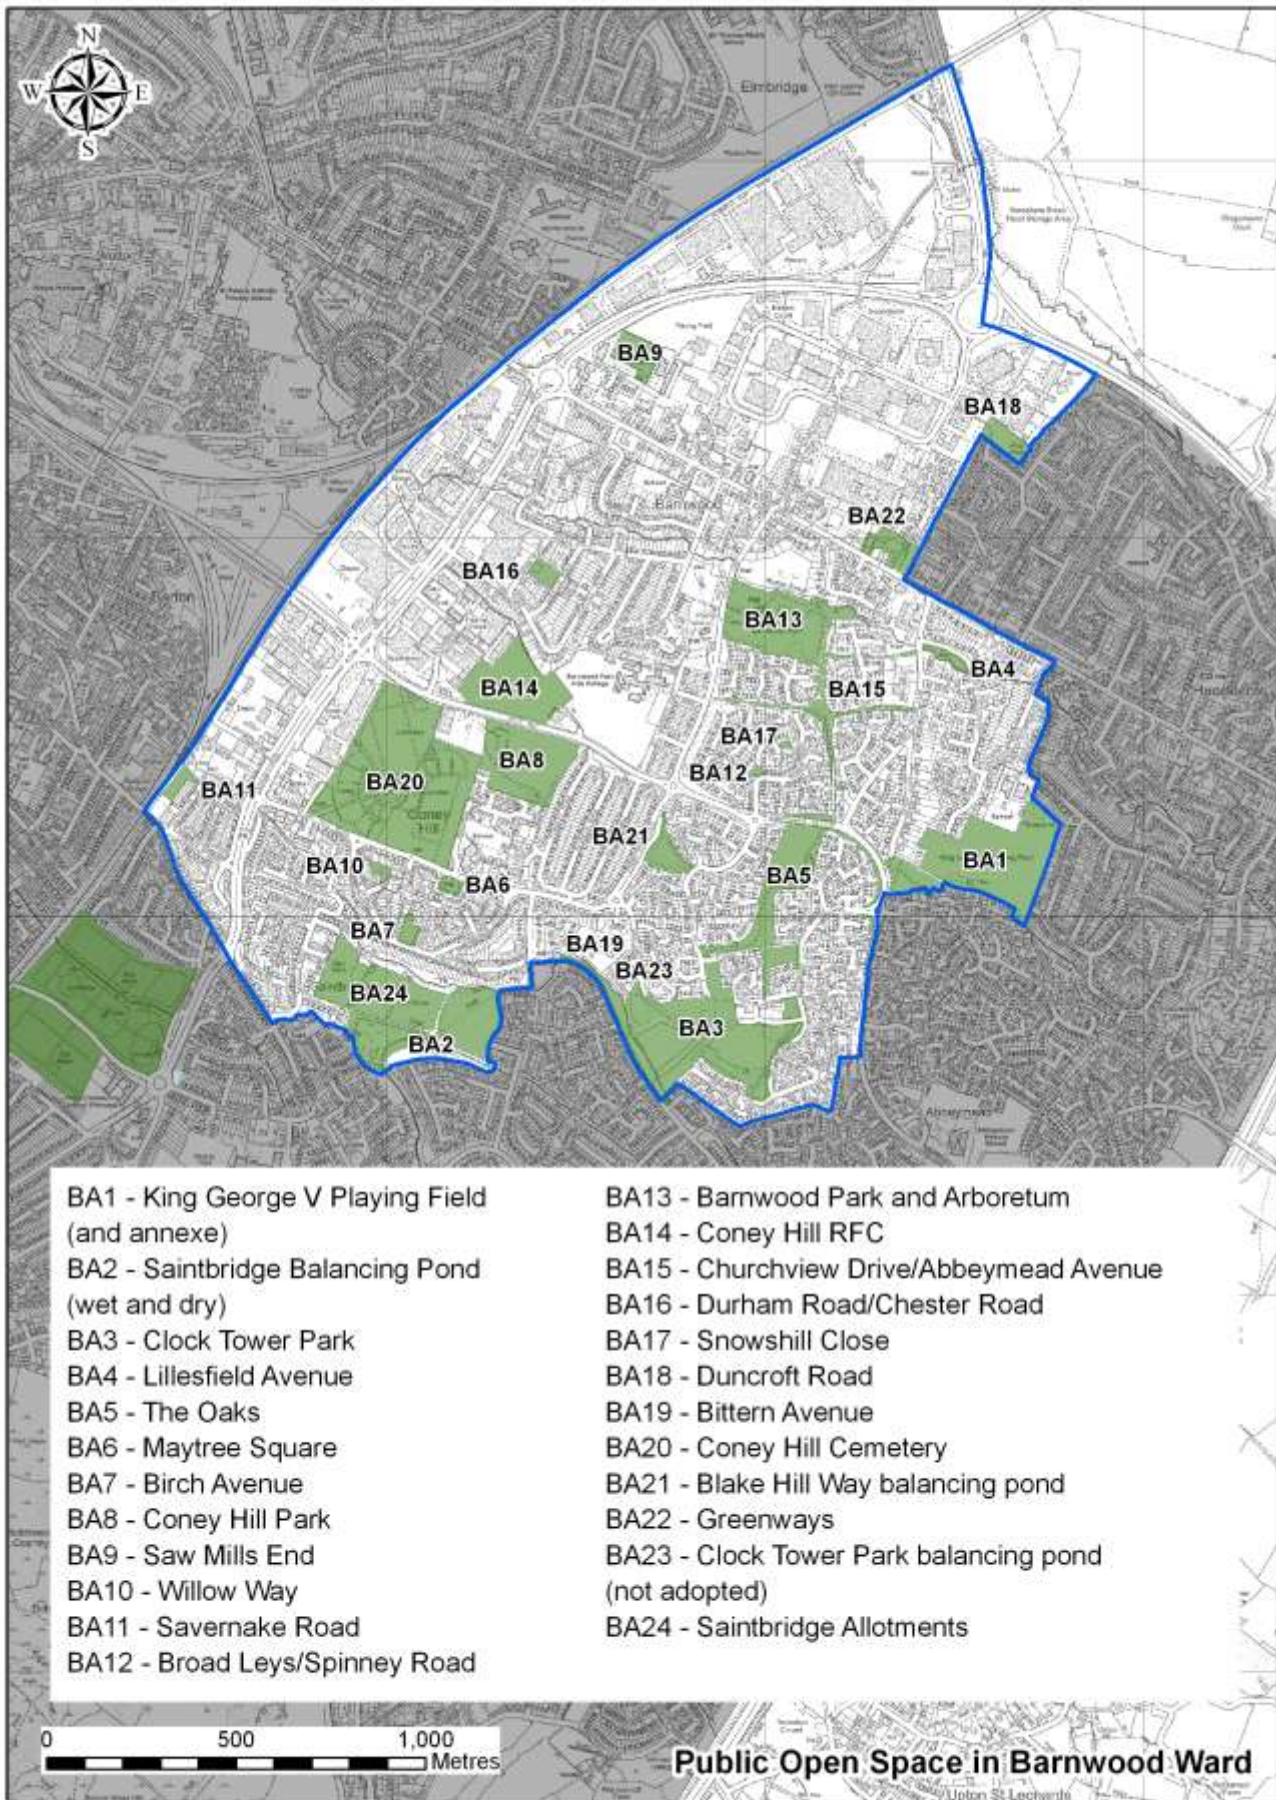 N
W
E
S
Elmbridge
BA9
BA18
Barnwood
BA22
BA16
BA13
BA4
BA14
BA15
BA17
BA8
BA12
BA11
BA20
Coney
Hill
BA21
BA1
BA10
BA5
BA6
BA7
BA19
BA23
BA24
BA3
BA2
Abbeymead
BA1 - King George V Playing Field
(and annexe)
BA2 - Saintbridge Balancing Pond
(wet and dry)
BA3 - Clock Tower Park
BA4 - Lillesfield Avenue
BA5 - The Oaks
BA6 - Maytree Square
BA7 - Birch Avenue
BA8 - Coney Hill Park
BA9 - Saw Mills End
BA10 - Willow Way
BA11 - Savernake Road
BA12 - Broad Leys/Spinney Road
BA13 - Barnwood Park and Arboretum
BA14 - Coney Hill RFC
BA15 - Churchview Drive/Abbeymead Avenue
BA16 - Durham Road/Chester Road
BA17 - Snowshill Close
BA18 - Duncroft Road
BA19 - Bittern Avenue
BA20 - Coney Hill Cemetery
BA21 - Blake Hill Way balancing pond
BA22 - Greenways
BA23 - Clock Tower Park balancing pond
(not adopted)
BA24 - Saintbridge Allotments
0 500 1,000
Metres
Public Open Space in Barnwood Ward
Upton St Leonards